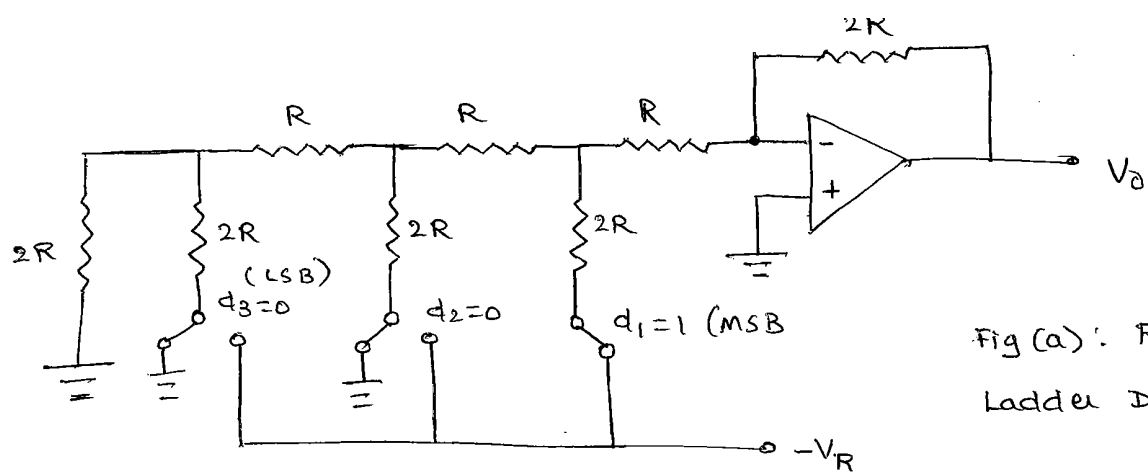 2R
R
R
R
-
+
Vo
2R
2R
2R
2R
(LSB)
d3=0
d2=0
d1=1 (MSB
Fig (a): R
Ladder D
-VR